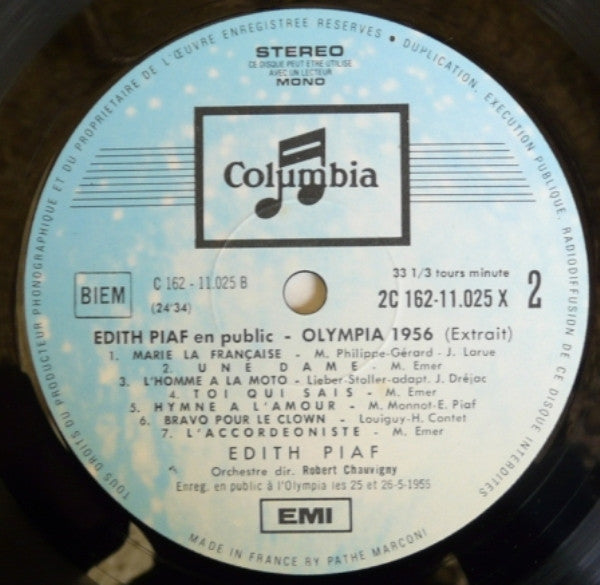 TOUS DROITS DU PRODUCTEUR PHONOGRAPHIQUE ET DU PROPRIETAIRE DE L'ŒUVRE ENREGISTREE RESERVES • DUPLICATION, EXECUTION PUBLIQUE, RADIODIFFUSION DE CE DISQUE INTERDITES
STEREO
CE DISQUE PEUT ETRE UTILISE
AVEC UN LECTEUR
MONO
Columbia
BIEM
C 162 - 11.025 B
(24'34)
33 1/3 tours minute
2C 162-11.025 X
2
EDITH PIAF en public - OLYMPIA 1956 (Extrait)
1. MARIE LA FRANÇAISE - M. Philippe-Gérard - J. Larue
2. UNE DAME - M. Emer
3. L'HOMME A LA MOTO - Lieber-Stoller-adapt. J. Dréjac
4. TOI QUI SAIS - M. Emer
5. HYMNE A L'AMOUR - M. Monnot-E. Piaf
6. BRAVO POUR LE CLOWN - Louiguy-H. Contet
7. L'ACCORDEONISTE - M. Emer
EDITH PIAF
Orchestre dir. Robert Chauvigny
Enreg. en public à l'Olympia les 25 et 26-5-1956
EMI
MADE IN FRANCE BY PATHE MARCONI